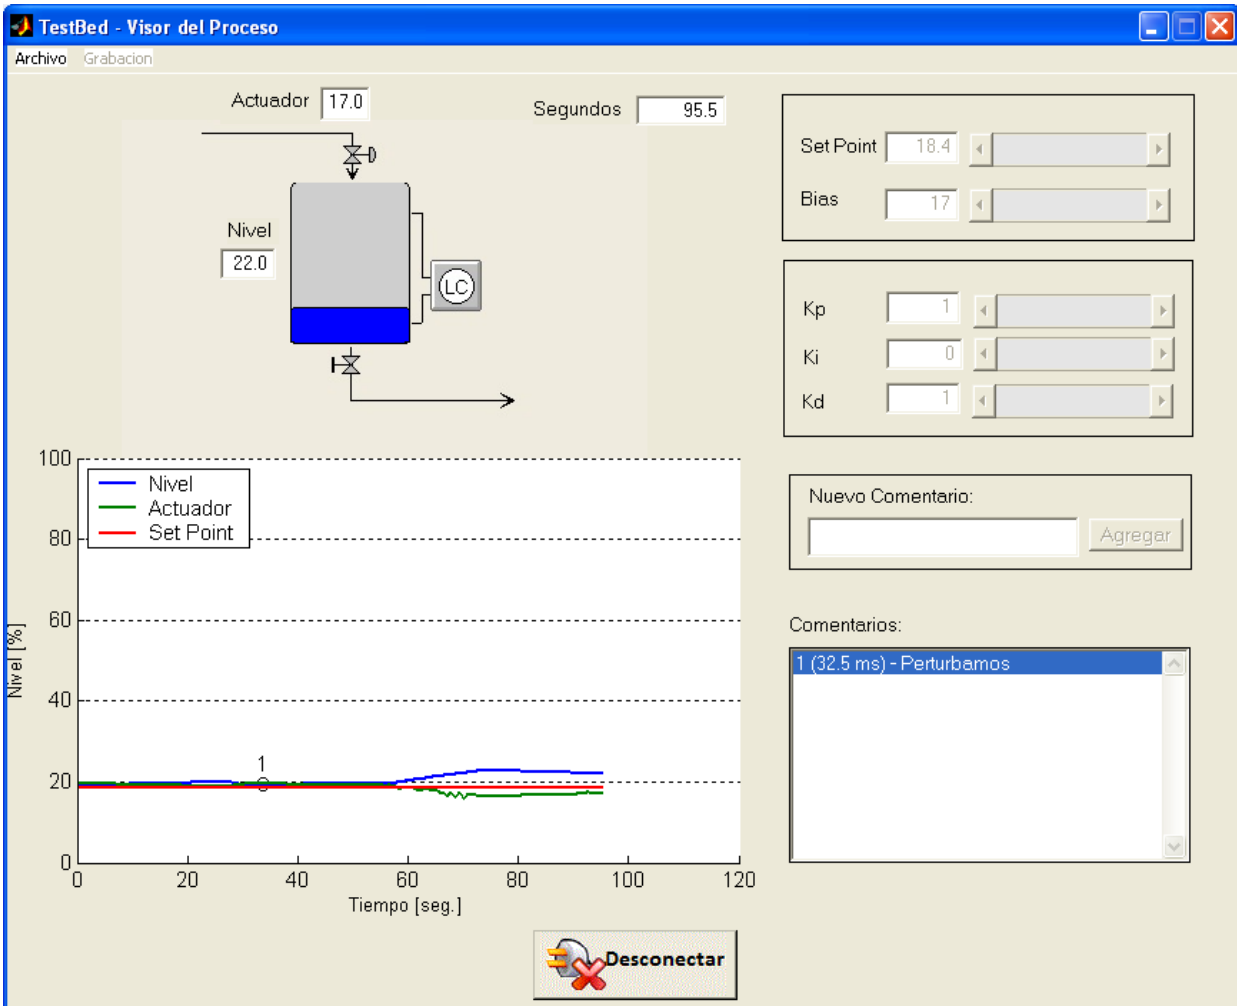 TestBed - Visor del Proceso
Archivo Grabacion
Actuador 17.0
Segundos 95.5
Nivel
22.0
LC
Set Point 18.4
Bias 17
Kp 1
Ki 0
Kd 1
100
80
60
40
20
0
Nivel [%]
Nivel
Actuador
Set Point
1
0 20 40 60 80 100 120
Tiempo [seg.]
Nuevo Comentario:
Agregar
Comentarios:
1 (32.5 ms) - Perturbamos
Desconectar